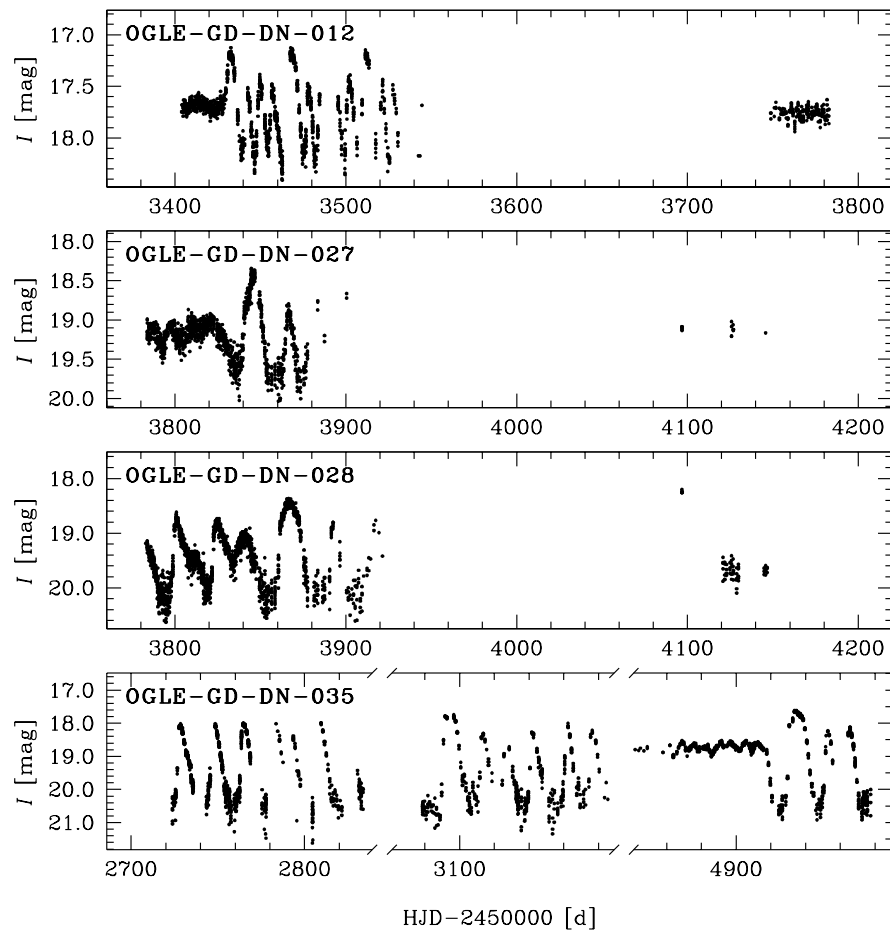 OGLE-GD-DN-012
I [mag]
17.0
17.5
18.0
3400 3500 3600 3700 3800
OGLE-GD-DN-027
I [mag]
18.0
18.5
19.0
19.5
20.0
3800 3900 4000 4100 4200
OGLE-GD-DN-028
I [mag]
18.0
19.0
20.0
3800 3900 4000 4100 4200
OGLE-GD-DN-035
I [mag]
17.0
18.0
19.0
20.0
21.0
2700 2800 3100 4900
HJD-2450000 [d]